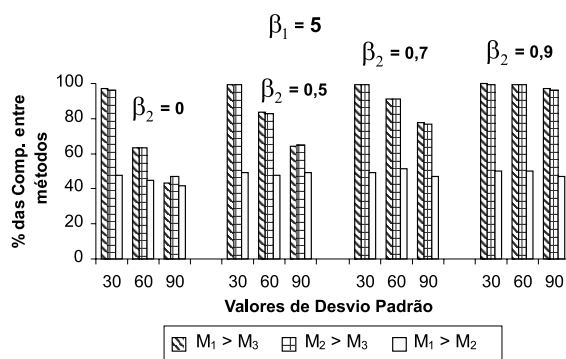 β₁ = 5
β₂ = 0
β₂ = 0,5
β₂ = 0,7
β₂ = 0,9
% das Comp. entre
métodos
100
80
60
40
20
0
30 60 90 30 60 90 30 60 90 30 60 90
Valores de Desvio Padrão
M₁ > M₃ M₂ > M₃ M₁ > M₂